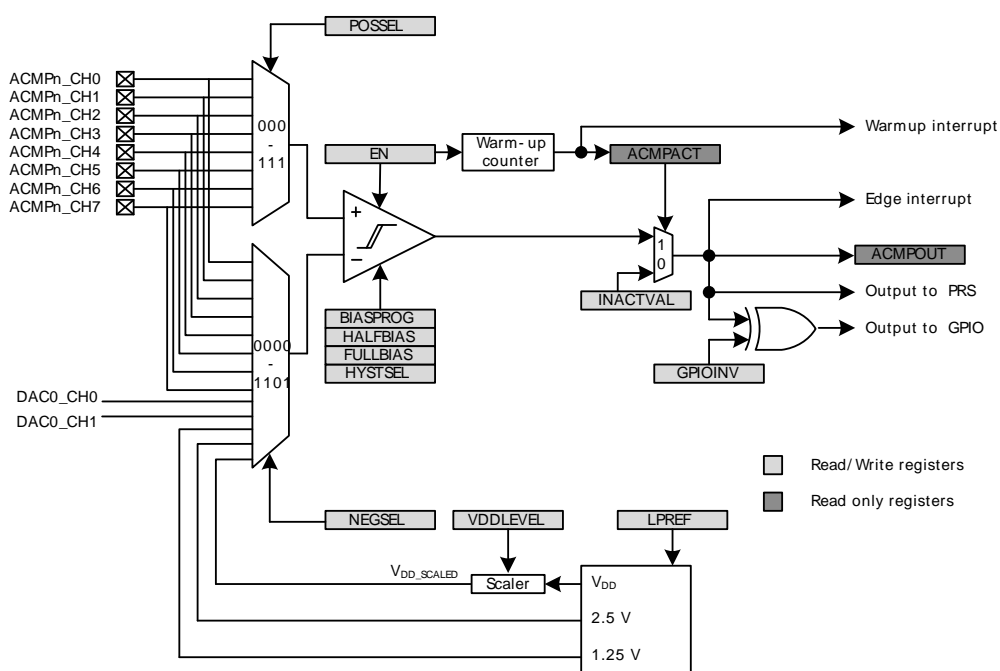 POSSEL
ACMPn_CH0
ACMPn_CH1
ACMPn_CH2
ACMPn_CH3
ACMPn_CH4
ACMPn_CH5
ACMPn_CH6
ACMPn_CH7
000
-
111
EN
Warm-up
counter
ACMPACT
Warmup interrupt
+
−
1
0
Edge interrupt
ACMPOUT
INACTVAL
Output to PRS
Output to GPIO
GPIOINV
BIASPROG
HALFBIAS
FULLBIAS
HYSTSEL
0000
-
1101
DAC0_CH0
DAC0_CH1
Read/Write registers
Read only registers
NEGSEL
VDDLEVEL
LPREF
VDD_SCALED
Scaler
VDD
2.5 V
1.25 V